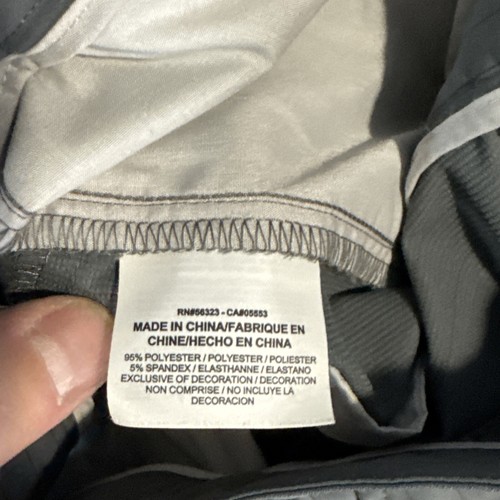 RN#56323 - CA#05553
MADE IN CHINA/FABRIQUE EN
CHINE/HECHO EN CHINA
95% POLYESTER / POLYESTER / POLIESTER
5% SPANDEX / ELASTHANNE / ELASTANO
EXCLUSIVE OF DECORATION / DECORATION
NON COMPRISE / NO INCLUYE LA
DECORACION